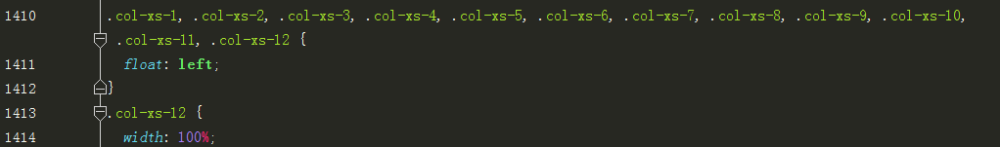 1410 .col-xs-1, .col-xs-2, .col-xs-3, .col-xs-4, .col-xs-5, .col-xs-6, .col-xs-7, .col-xs-8, .col-xs-9, .col-xs-10,
.col-xs-11, .col-xs-12 {
1411 float: left;
1412 }
1413 .col-xs-12 {
1414 width: 100%;